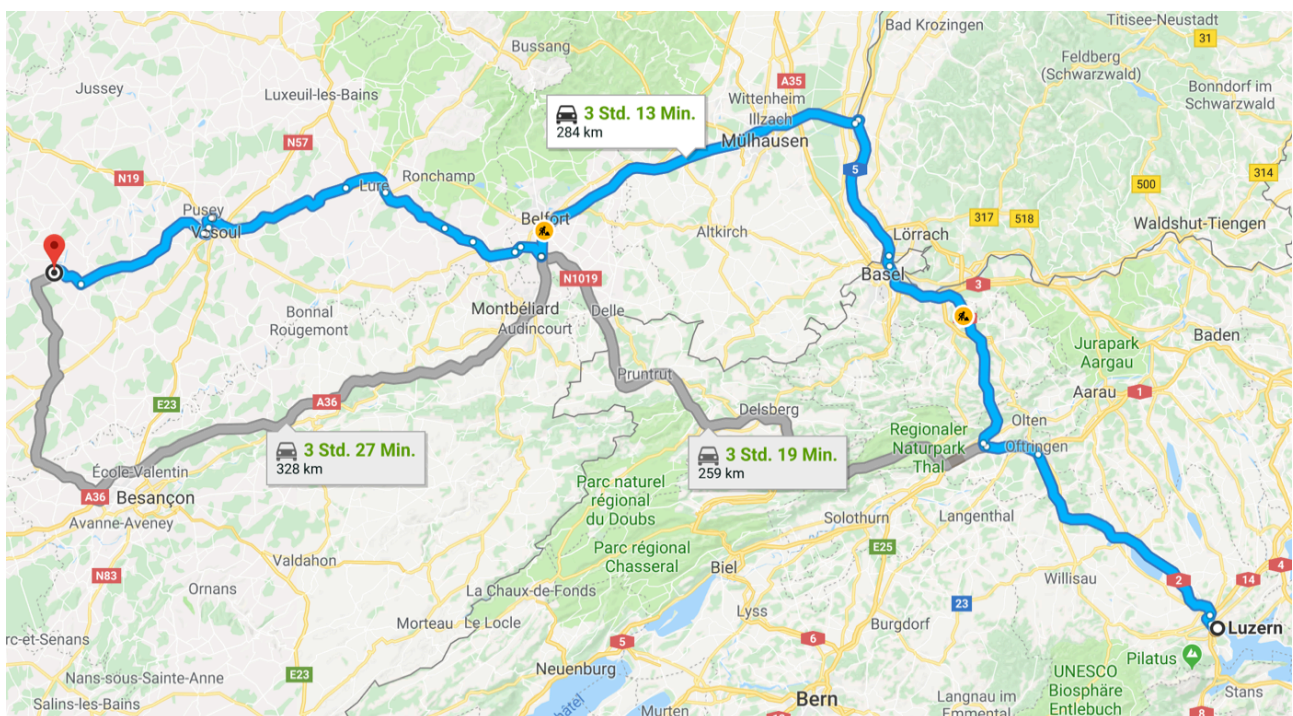 Titisee-Neustadt
Bad Krozingen
31
Bussang
Feldberg
(Schwarzwald)
Jussey
A35
Bonndorf im
Schwarzwald
Luxeuil-les-Bains
Wittenheim
3 Std. 13 Min.
284 km
Illzach
N57
Mülhausen
5
314
N19
Lure
Ronchamp
500
Pusey
317
518
Belfort
Waldshut-Tiengen
Vesoul
Altkirch
Lörrach
Basel
N1019
3
Bonnal
Rougemont
Montbéliard
Delle
Audincourt
Baden
Jurapark
Aargau
Pruntrut
Aarau
1
E23
A36
Delsberg
Olten
3 Std. 27 Min.
328 km
3 Std. 19 Min.
259 km
Regionaler
Naturpark
Thal
Oftringen
École-Valentin
A36
Besançon
Parc naturel
régional
du Doubs
Avanne-Aveney
Solothurn
Langenthal
Parc régional
Chasseral
E25
Valdahon
Biel
N83
Willisau
2
14
4
Ornans
La Chaux-de-Fonds
23
Lyss
Burgdorf
Morteau
Le Locle
Luzern
rc-et-Senans
5
6
Pilatus
Nans-sous-Sainte-Anne
E23
Neuenburg
UNESCO
Biosphäre
Entlebuch
Stans
Bern
Langnau im
Emmental
Salins-les-Bains
Murten
8